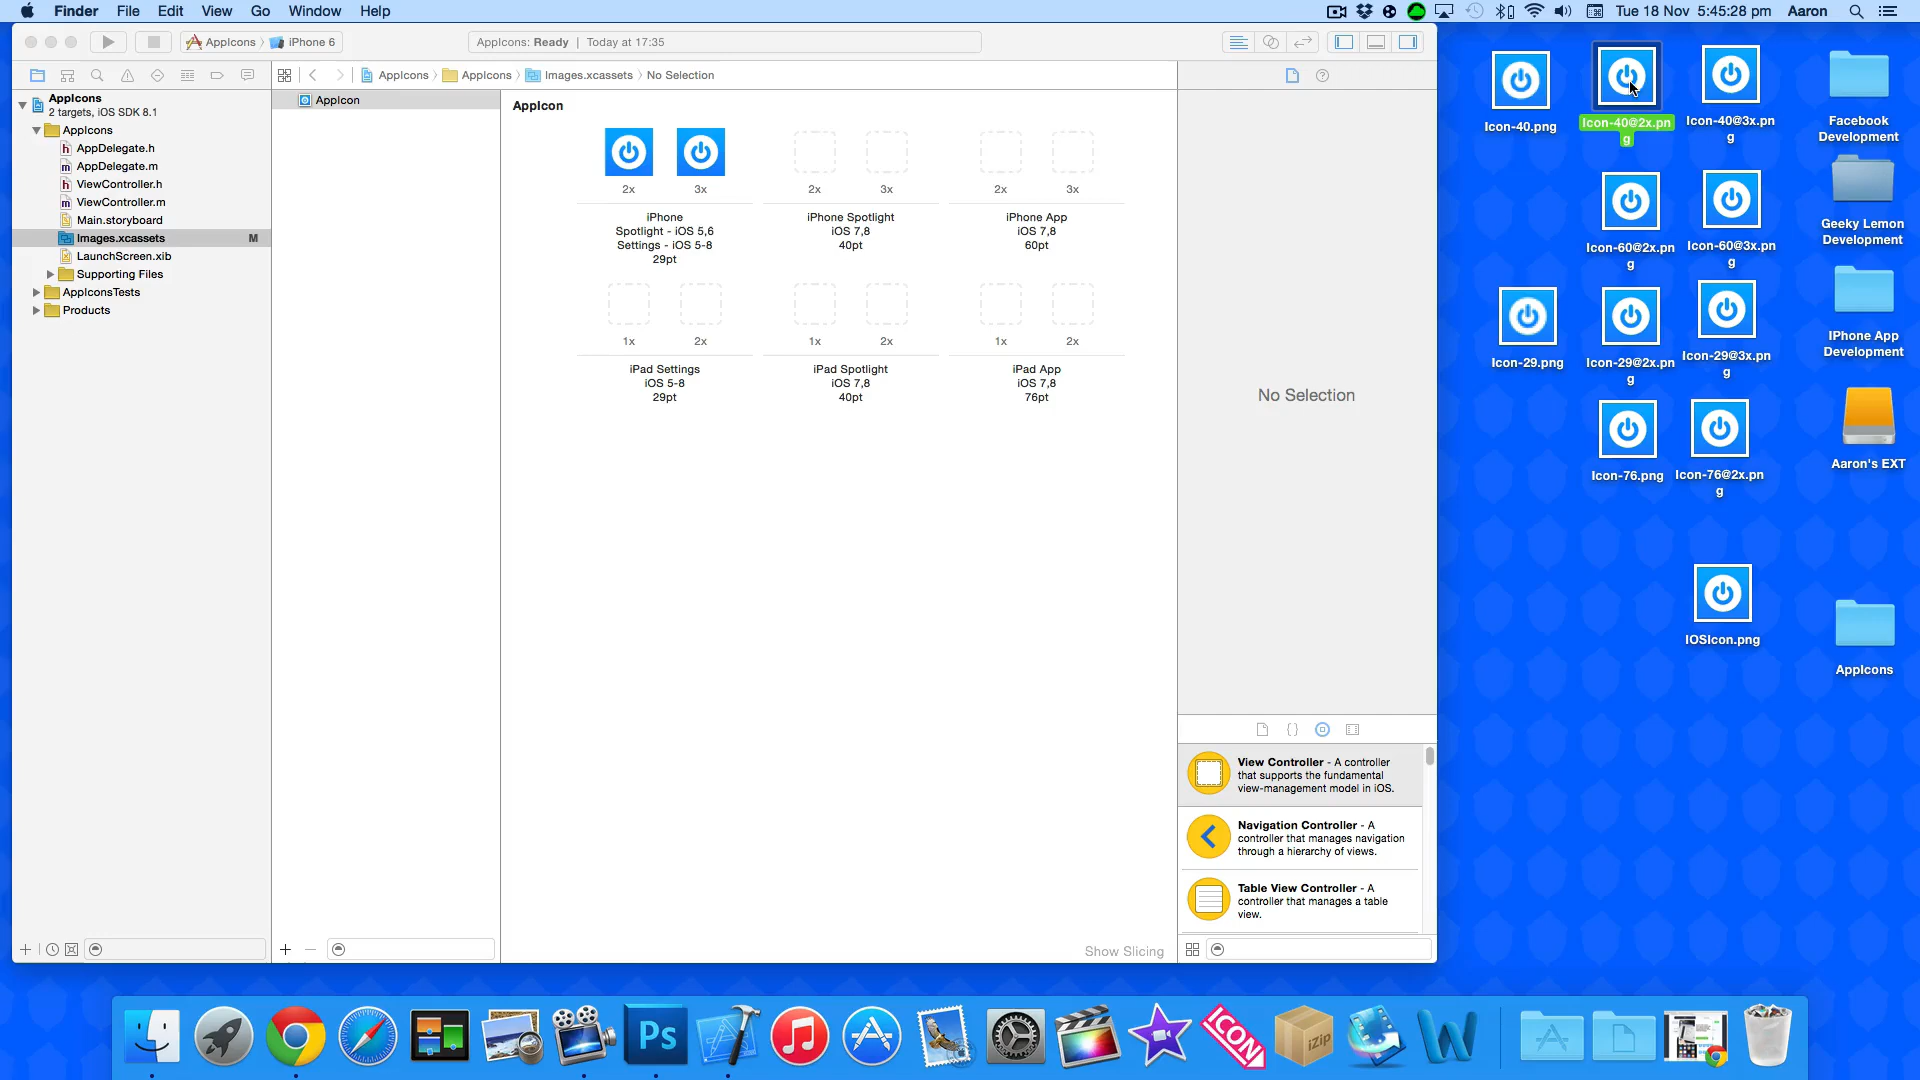 Finder File Edit View Go Window Help
Tue 18 Nov 5:45:28 pm Aaron
AppIcons iPhone 6
AppIcons: Ready | Today at 17:35
AppIcons AppIcons Images.xcassets No Selection
AppIcons
2 targets, iOS SDK 8.1
AppIcons
AppDelegate.h
AppDelegate.m
ViewController.h
ViewController.m
Main.storyboard
Images.xcassets M
LaunchScreen.xib
Supporting Files
AppIconsTests
Products
AppIcon
AppIcon
2x 3x 2x 3x 2x 3x
iPhone
Spotlight - iOS 5,6
Settings - iOS 5-8
29pt
iPhone Spotlight
iOS 7,8
40pt
iPhone App
iOS 7,8
60pt
1x 2x 1x 2x 1x 2x
iPad Settings
iOS 5-8
29pt
iPad Spotlight
iOS 7,8
40pt
iPad App
iOS 7,8
76pt
Show Slicing
No Selection
View Controller - A controller
that supports the fundamental
view-management model in iOS.
Navigation Controller - A
controller that manages navigation
through a hierarchy of views.
Table View Controller - A
controller that manages a table
view.
Icon-40.png
Icon-40@2x.pn
g
Icon-40@3x.pn
g
Icon-60@2x.pn
g
Icon-60@3x.pn
g
Icon-29.png
Icon-29@2x.pn
g
Icon-29@3x.pn
g
Icon-76.png
Icon-76@2x.pn
g
IOSIcon.png
Facebook
Development
Geeky Lemon
Development
IPhone App
Development
Aaron's EXT
AppIcons
Ps
ICON
iZip
W